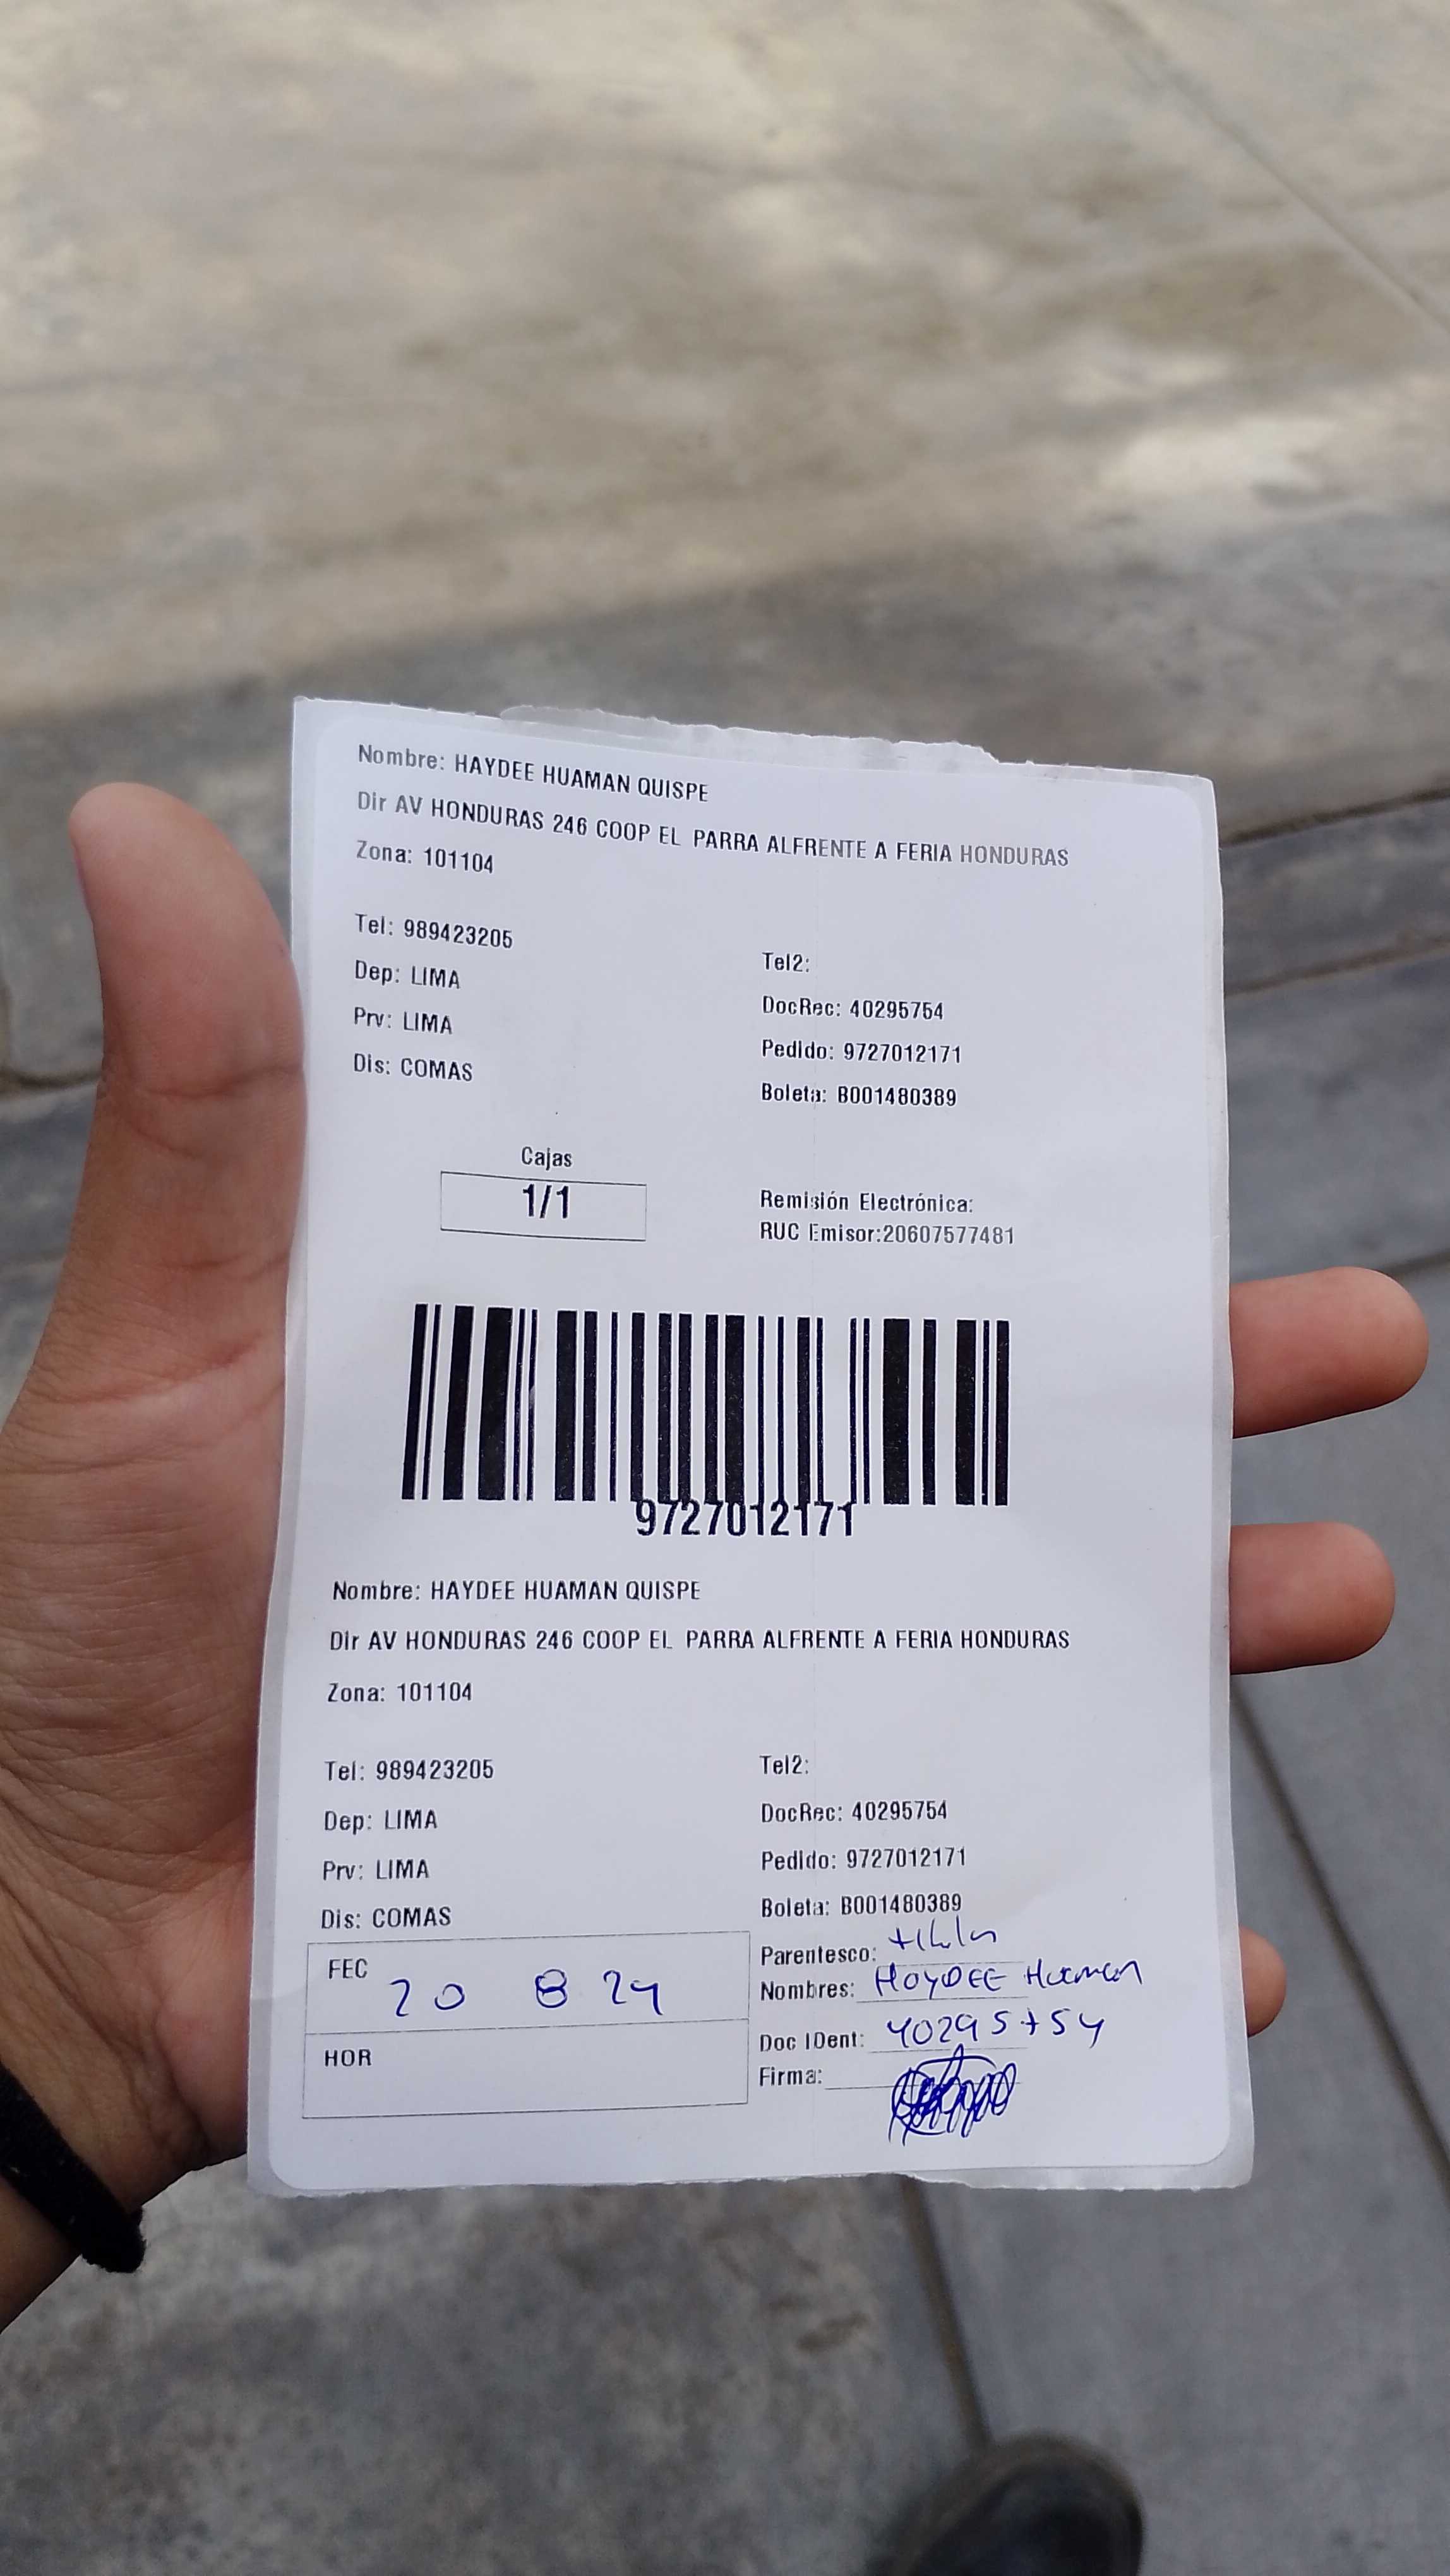 Nombre: HAYDEE HUAMAN QUISPE
Dir AV HONDURAS 246 COOP EL PARRA ALFRENTE A FERIA HONDURAS
Zona: 101104
Tel: 989423205
Tel2:
Dep: LIMA
DocRec: 40295754
Prv: LIMA
Pedido: 9727012171
Dis: COMAS
Boleta: B001480389
Cajas
1/1
Remisión Electrónica:
RUC Emisor:20607577481
9727012171
Nombre: HAYDEE HUAMAN QUISPE
Dir AV HONDURAS 246 COOP EL PARRA ALFRENTE A FERIA HONDURAS
Zona: 101104
Tel: 989423205
Tel2:
Dep: LIMA
DocRec: 40295754
Prv: LIMA
Pedido: 9727012171
Dis: COMAS
Boleta: B001480389
FEC 20 8 24
HOR
Parentesco:
Nombres: HAYDEE Huaman
Doc IDent: 40295754
Firma: